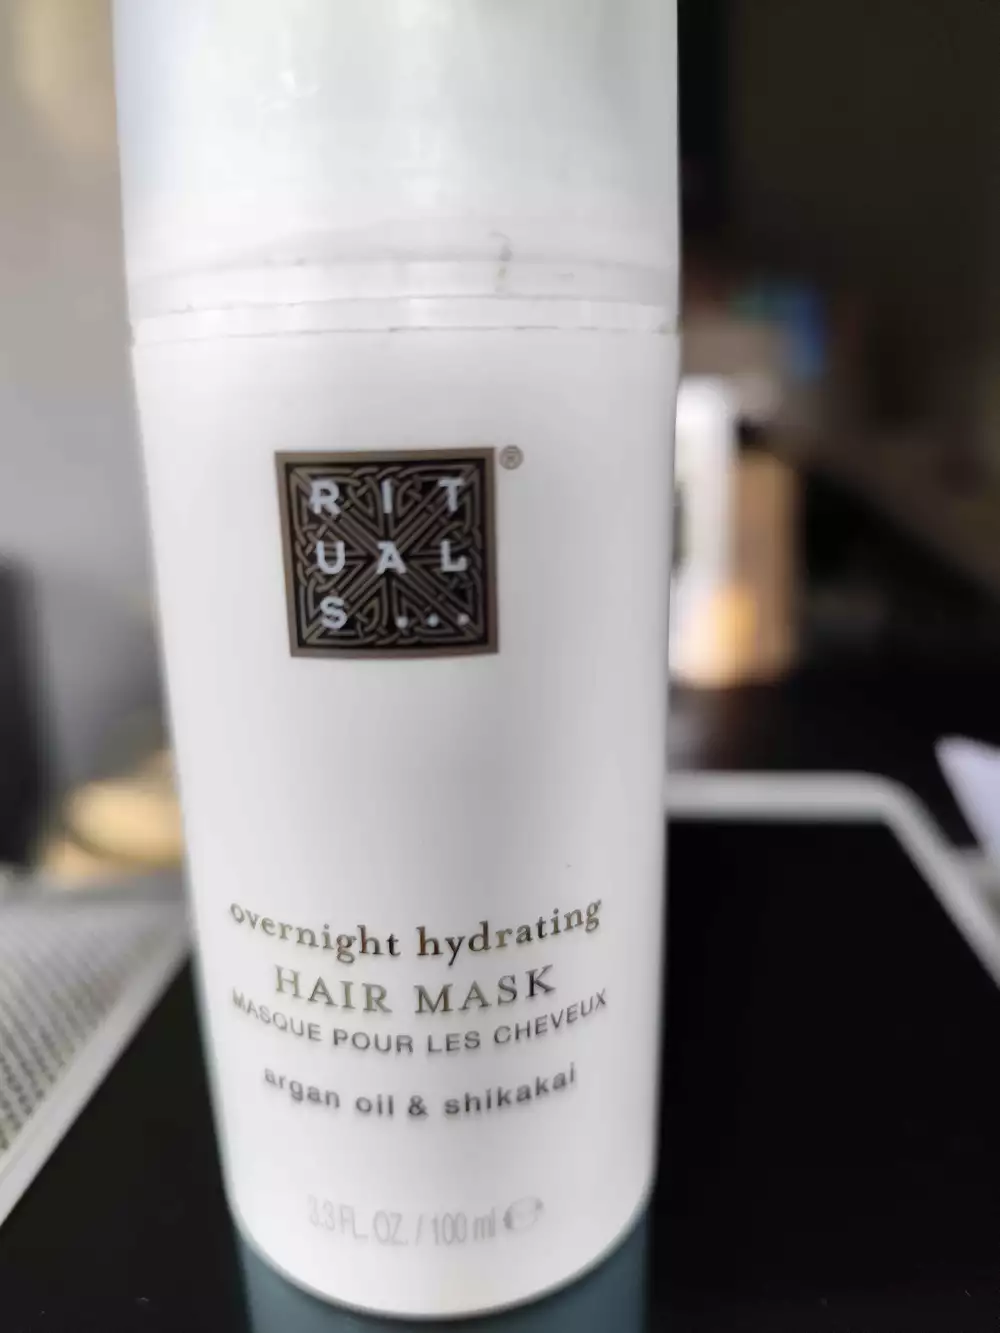 RIT
UAL
S...
®
overnight hydrating
HAIR MASK
MASQUE POUR LES CHEVEUX
argan oil & shikakai
3.3 FL. OZ. / 100 ml ℮